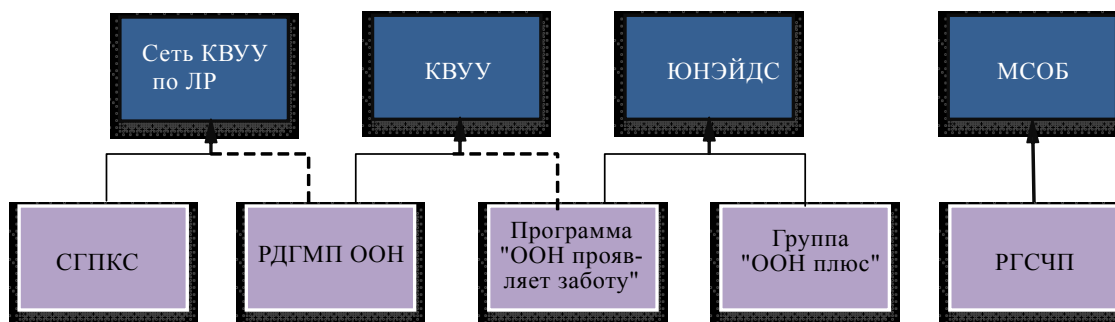 Сеть КВУУ
по ЛР
КВУУ
ЮНЭЙДС
МСОБ
СГПКС
РДГМП ООН
Программа
"ООН прояв-
ляет заботу"
Группа
"ООН плюс"
РГСЧП